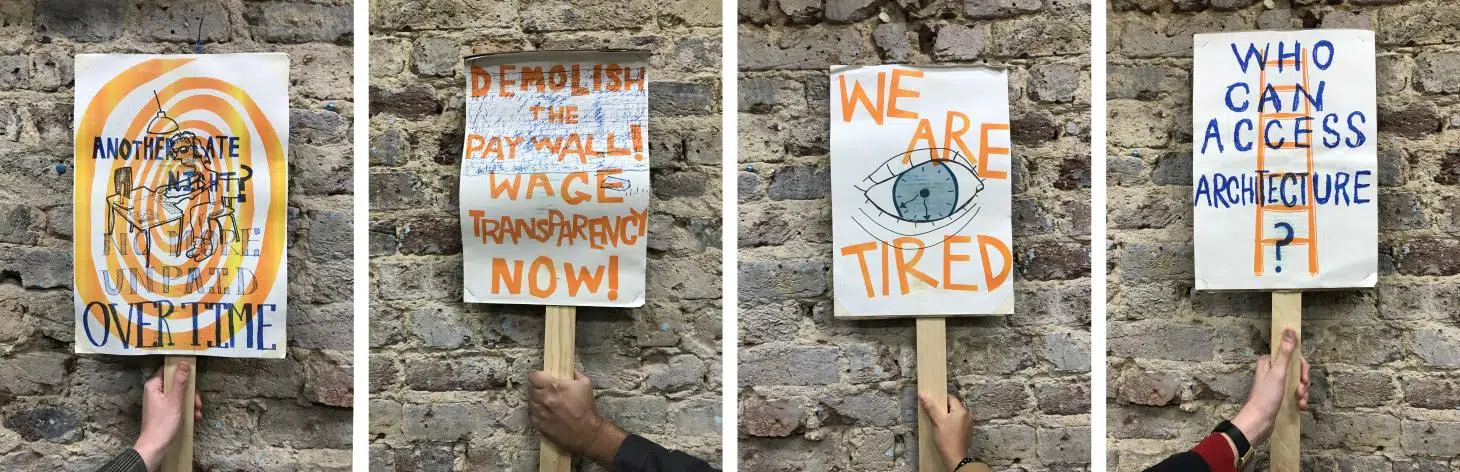 ANOTHER LATE
NIGHT?
NO MORE
UNPAID
OVERTIME
DEMOLISH
THE
PAY WALL!
WAGE
TRANSPARENCY
NOW!
WE
ARE
TIRED
WHO
CAN
ACCESS
ARCHITECTURE
?